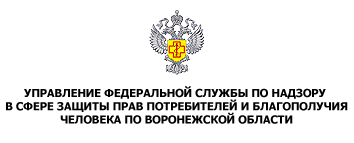 УПРАВЛЕНИЕ ФЕДЕРАЛЬНОЙ СЛУЖБЫ ПО НАДЗОРУ
В СФЕРЕ ЗАЩИТЫ ПРАВ ПОТРЕБИТЕЛЕЙ И БЛАГОПОЛУЧИЯ
ЧЕЛОВЕКА ПО ВОРОНЕЖСКОЙ ОБЛАСТИ